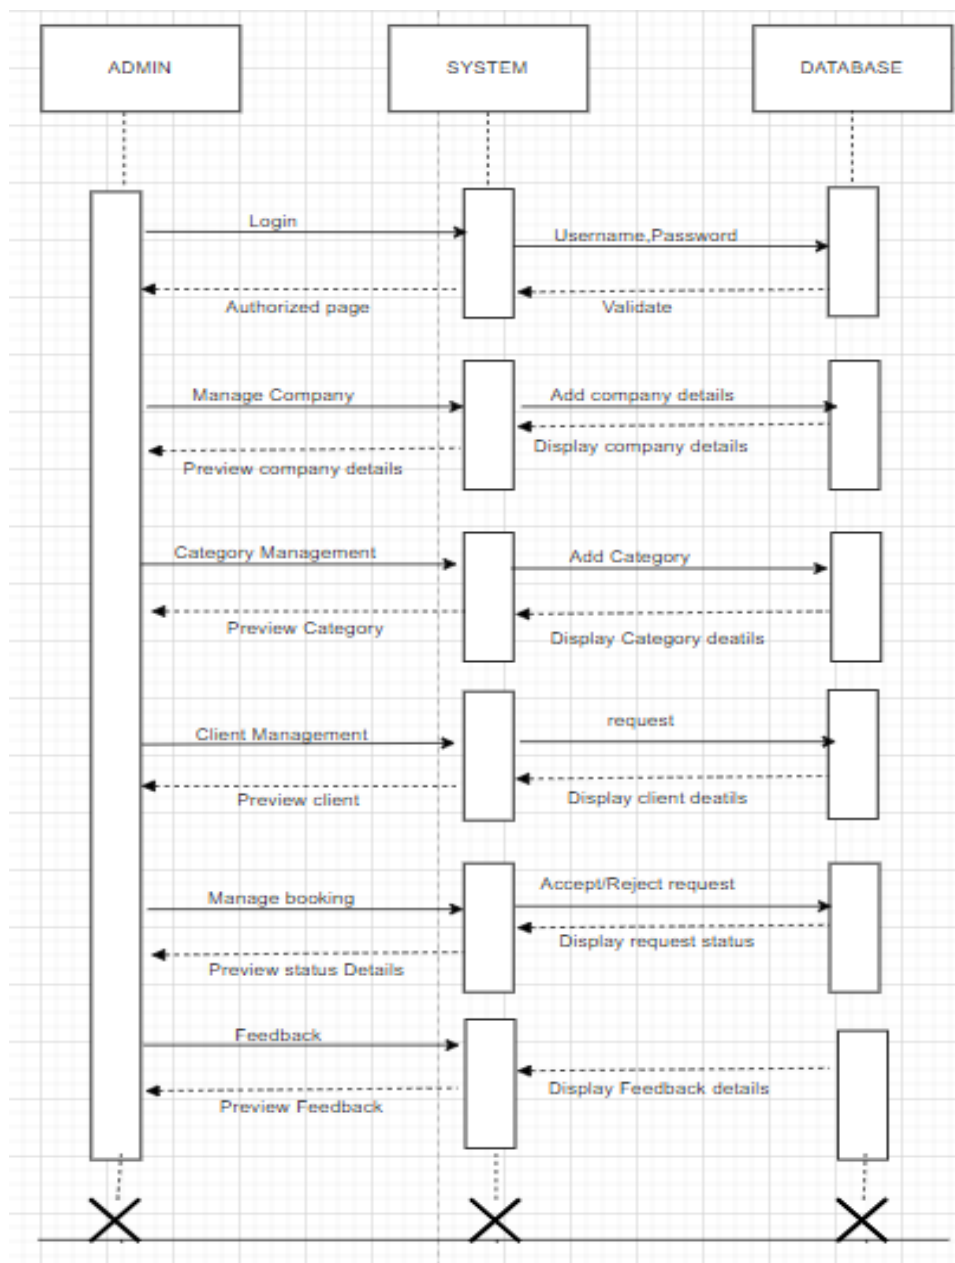 ADMIN
SYSTEM
DATABASE
Login
Username,Password
Authorized page
Validate
Manage Company
Add company details
Display company details
Preview company details
Category Management
Add Category
Preview Category
Display Category deatils
Client Management
request
Preview client
Display client deatils
Manage booking
Accept/Reject request
Display request status
Preview status Details
Feedback
Display Feedback details
Preview Feedback